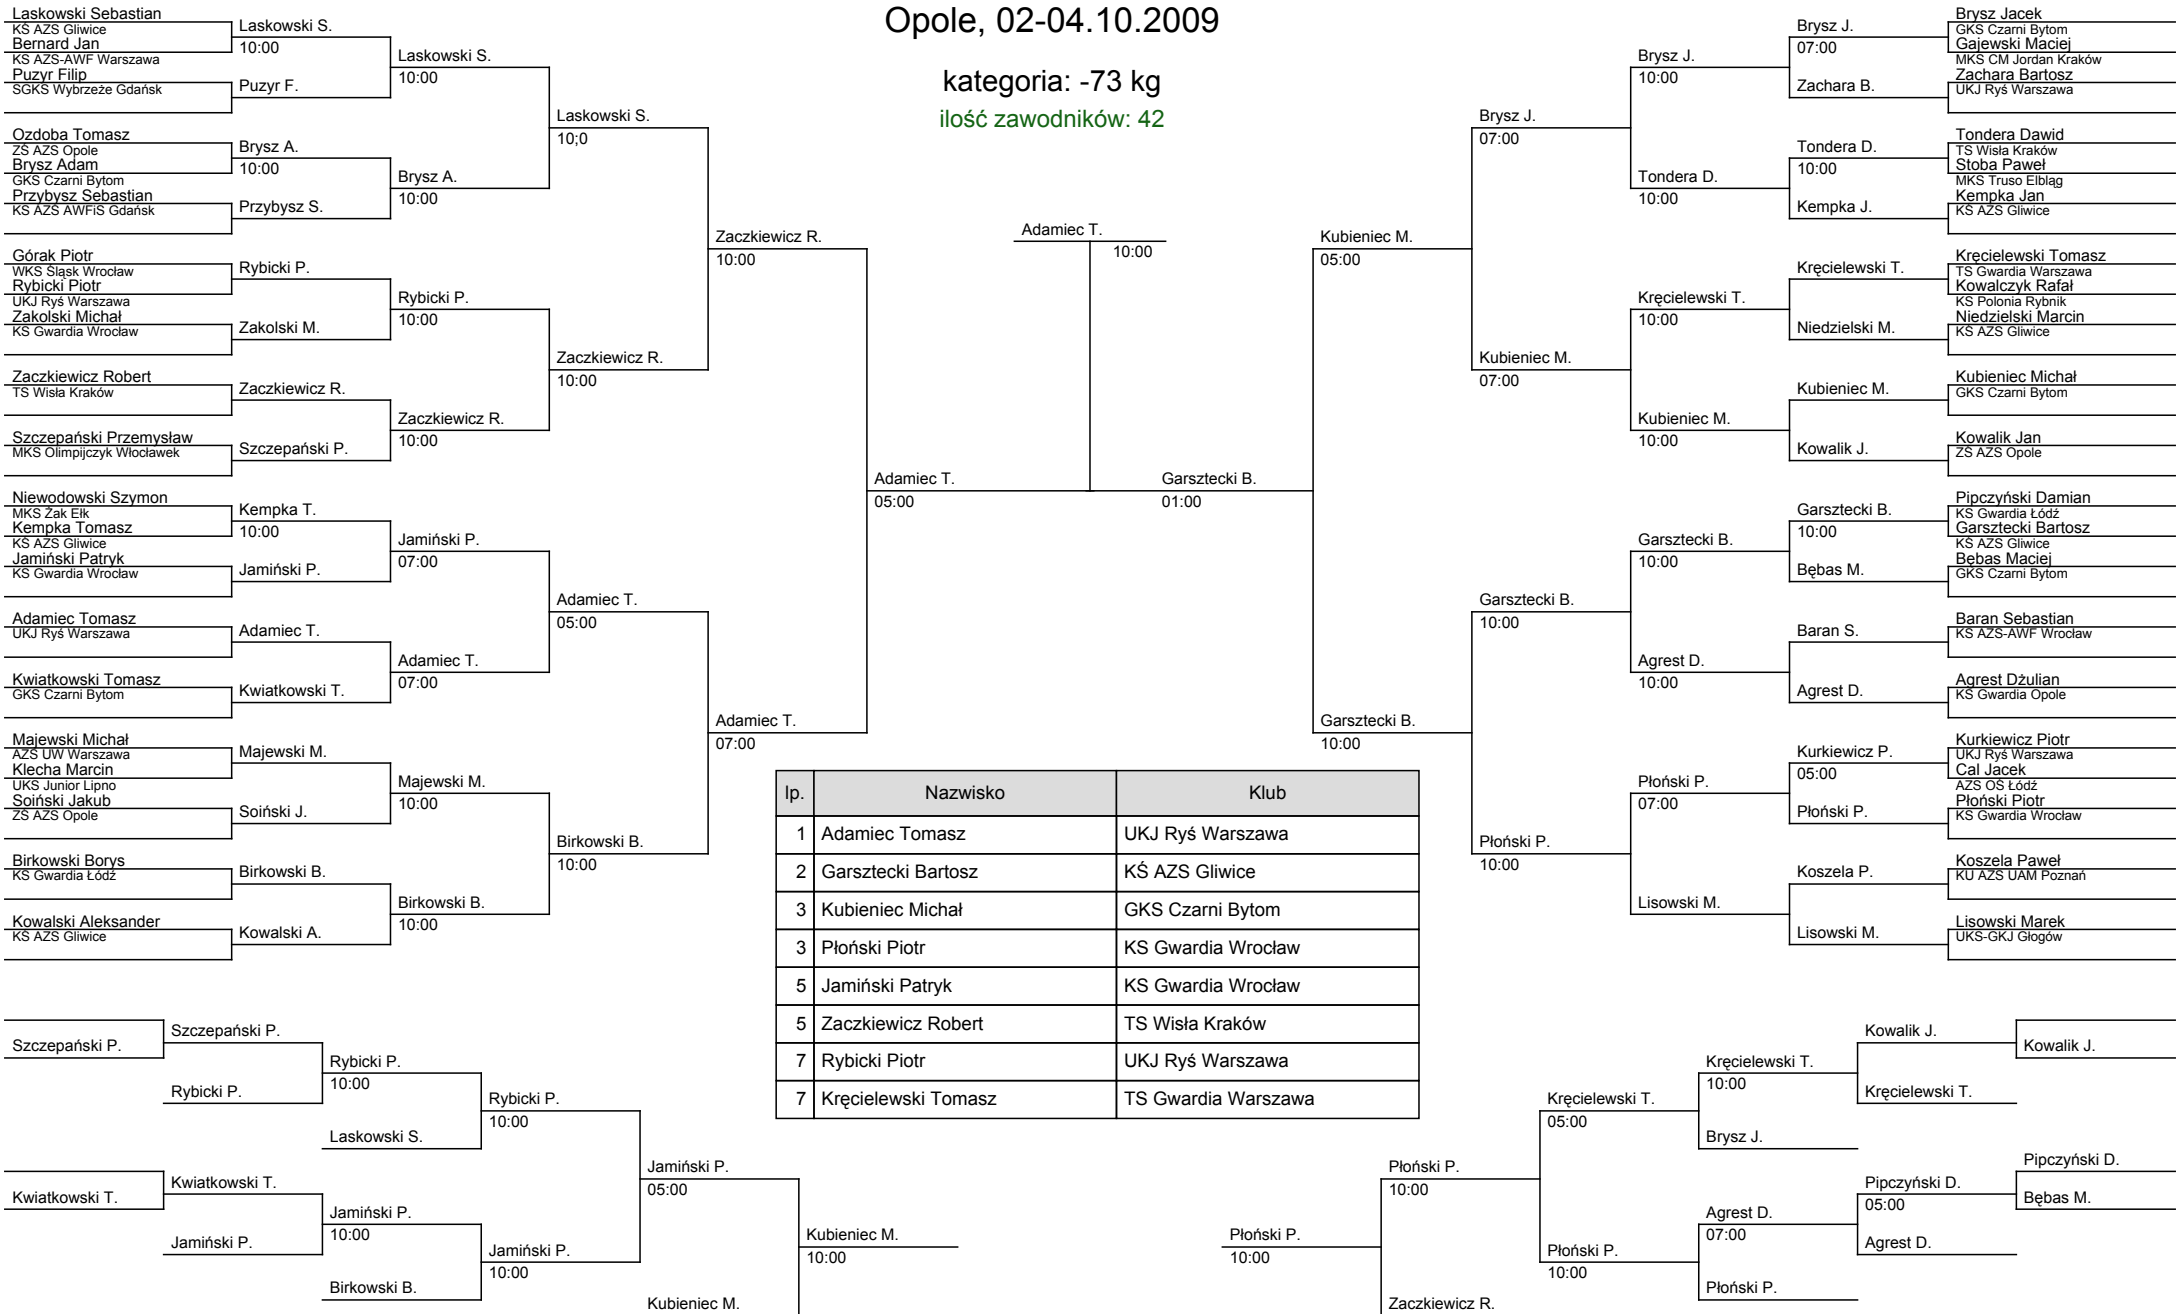 Opole, 02-04.10.2009
kategoria: -73 kg
ilość zawodników: 42
Laskowski Sebastian
KŚ AZS Gliwice
Bernard Jan
KS AZS-AWF Warszawa
Puzyr Filip
SGKS Wybrzeże Gdańsk
Ozdoba Tomasz
ZŚ AZS Opole
Brysz Adam
GKS Czarni Bytom
Przybysz Sebastian
KS AZS AWFiS Gdańsk
Górak Piotr
WKS Śląsk Wrocław
Rybicki Piotr
UKJ Ryś Warszawa
Zakolski Michał
KS Gwardia Wrocław
Zaczkiewicz Robert
TS Wisła Kraków
Szczepański Przemysław
MKS Olimpijczyk Włocławek
Niewodowski Szymon
MKS Żak Ełk
Kempka Tomasz
KŚ AZS Gliwice
Jamiński Patryk
KS Gwardia Wrocław
Adamiec Tomasz
UKJ Ryś Warszawa
Kwiatkowski Tomasz
GKS Czarni Bytom
Majewski Michał
AZS UW Warszawa
Klecha Marcin
UKS Junior Lipno
Soiński Jakub
ZŚ AZS Opole
Birkowski Borys
KS Gwardia Łódź
Kowalski Aleksander
KŚ AZS Gliwice
Laskowski S.
10:00
Puzyr F.
Brysz A.
10:00
Przybysz S.
Rybicki P.
Zakolski M.
Zaczkiewicz R.
Szczepański P.
Kempka T.
10:00
Jamiński P.
Adamiec T.
Kwiatkowski T.
Majewski M.
Soiński J.
Birkowski B.
Kowalski A.
Laskowski S.
10:00
Brysz A.
10:00
Rybicki P.
10:00
Zaczkiewicz R.
10:00
Jamiński P.
07:00
Adamiec T.
07:00
Majewski M.
10:00
Birkowski B.
10:00
Laskowski S.
10;0
Zaczkiewicz R.
10:00
Adamiec T.
05:00
Birkowski B.
10:00
Zaczkiewicz R.
10:00
Adamiec T.
07:00
Adamiec T.
05:00
Adamiec T.
10:00
Garsztecki B.
01:00
Kubieniec M.
05:00
Garsztecki B.
10:00
Brysz J.
07:00
Kubieniec M.
07:00
Garsztecki B.
10:00
Płoński P.
10:00
Brysz J.
10:00
Tondera D.
10:00
Kręcielewski T.
10:00
Kubieniec M.
10:00
Garsztecki B.
10:00
Agrest D.
10:00
Płoński P.
07:00
Lisowski M.
Brysz J.
07:00
Zachara B.
Tondera D.
10:00
Kempka J.
Kręcielewski T.
Niedzielski M.
Kubieniec M.
Kowalik J.
Garsztecki B.
10:00
Bębas M.
Baran S.
Agrest D.
Kurkiewicz P.
05:00
Płoński P.
Koszela P.
Lisowski M.
Brysz Jacek
GKS Czarni Bytom
Gajewski Maciej
MKS CM Jordan Kraków
Zachara Bartosz
UKJ Ryś Warszawa
Tondera Dawid
TS Wisła Kraków
Stoba Paweł
MKS Truso Elbląg
Kempka Jan
KŚ AZS Gliwice
Kręcielewski Tomasz
TS Gwardia Warszawa
Kowalczyk Rafał
KS Polonia Rybnik
Niedzielski Marcin
KŚ AZS Gliwice
Kubieniec Michał
GKS Czarni Bytom
Kowalik Jan
ZŚ AZS Opole
Pipczyński Damian
KS Gwardia Łódź
Garsztecki Bartosz
KŚ AZS Gliwice
Bębas Maciej
GKS Czarni Bytom
Baran Sebastian
KS AZS-AWF Wrocław
Agrest Dżulian
KS Gwardia Opole
Kurkiewicz Piotr
UKJ Ryś Warszawa
Cal Jacek
AZS OŚ Łódź
Płoński Piotr
KS Gwardia Wrocław
Koszela Paweł
KU AZS UAM Poznań
Lisowski Marek
UKS-GKJ Głogów
lp. Nazwisko Klub
1 Adamiec Tomasz UKJ Ryś Warszawa
2 Garsztecki Bartosz KŚ AZS Gliwice
3 Kubieniec Michał GKS Czarni Bytom
3 Płoński Piotr KS Gwardia Wrocław
5 Jamiński Patryk KS Gwardia Wrocław
5 Zaczkiewicz Robert TS Wisła Kraków
7 Rybicki Piotr UKJ Ryś Warszawa
7 Kręcielewski Tomasz TS Gwardia Warszawa
Szczepański P.
Kwiatkowski T.
Szczepański P.
Rybicki P.
Kwiatkowski T.
Jamiński P.
Rybicki P.
10:00
Laskowski S.
Jamiński P.
10:00
Birkowski B.
Rybicki P.
10:00
Jamiński P.
10:00
Jamiński P.
05:00
Kubieniec M.
Kubieniec M.
10:00
Płoński P.
10:00
Płoński P.
10:00
Zaczkiewicz R.
Kręcielewski T.
05:00
Płoński P.
10:00
Kręcielewski T.
10:00
Brysz J.
Agrest D.
07:00
Płoński P.
Kowalik J.
Kręcielewski T.
Pipczyński D.
05:00
Agrest D.
Kowalik J.
Pipczyński D.
Bębas M.